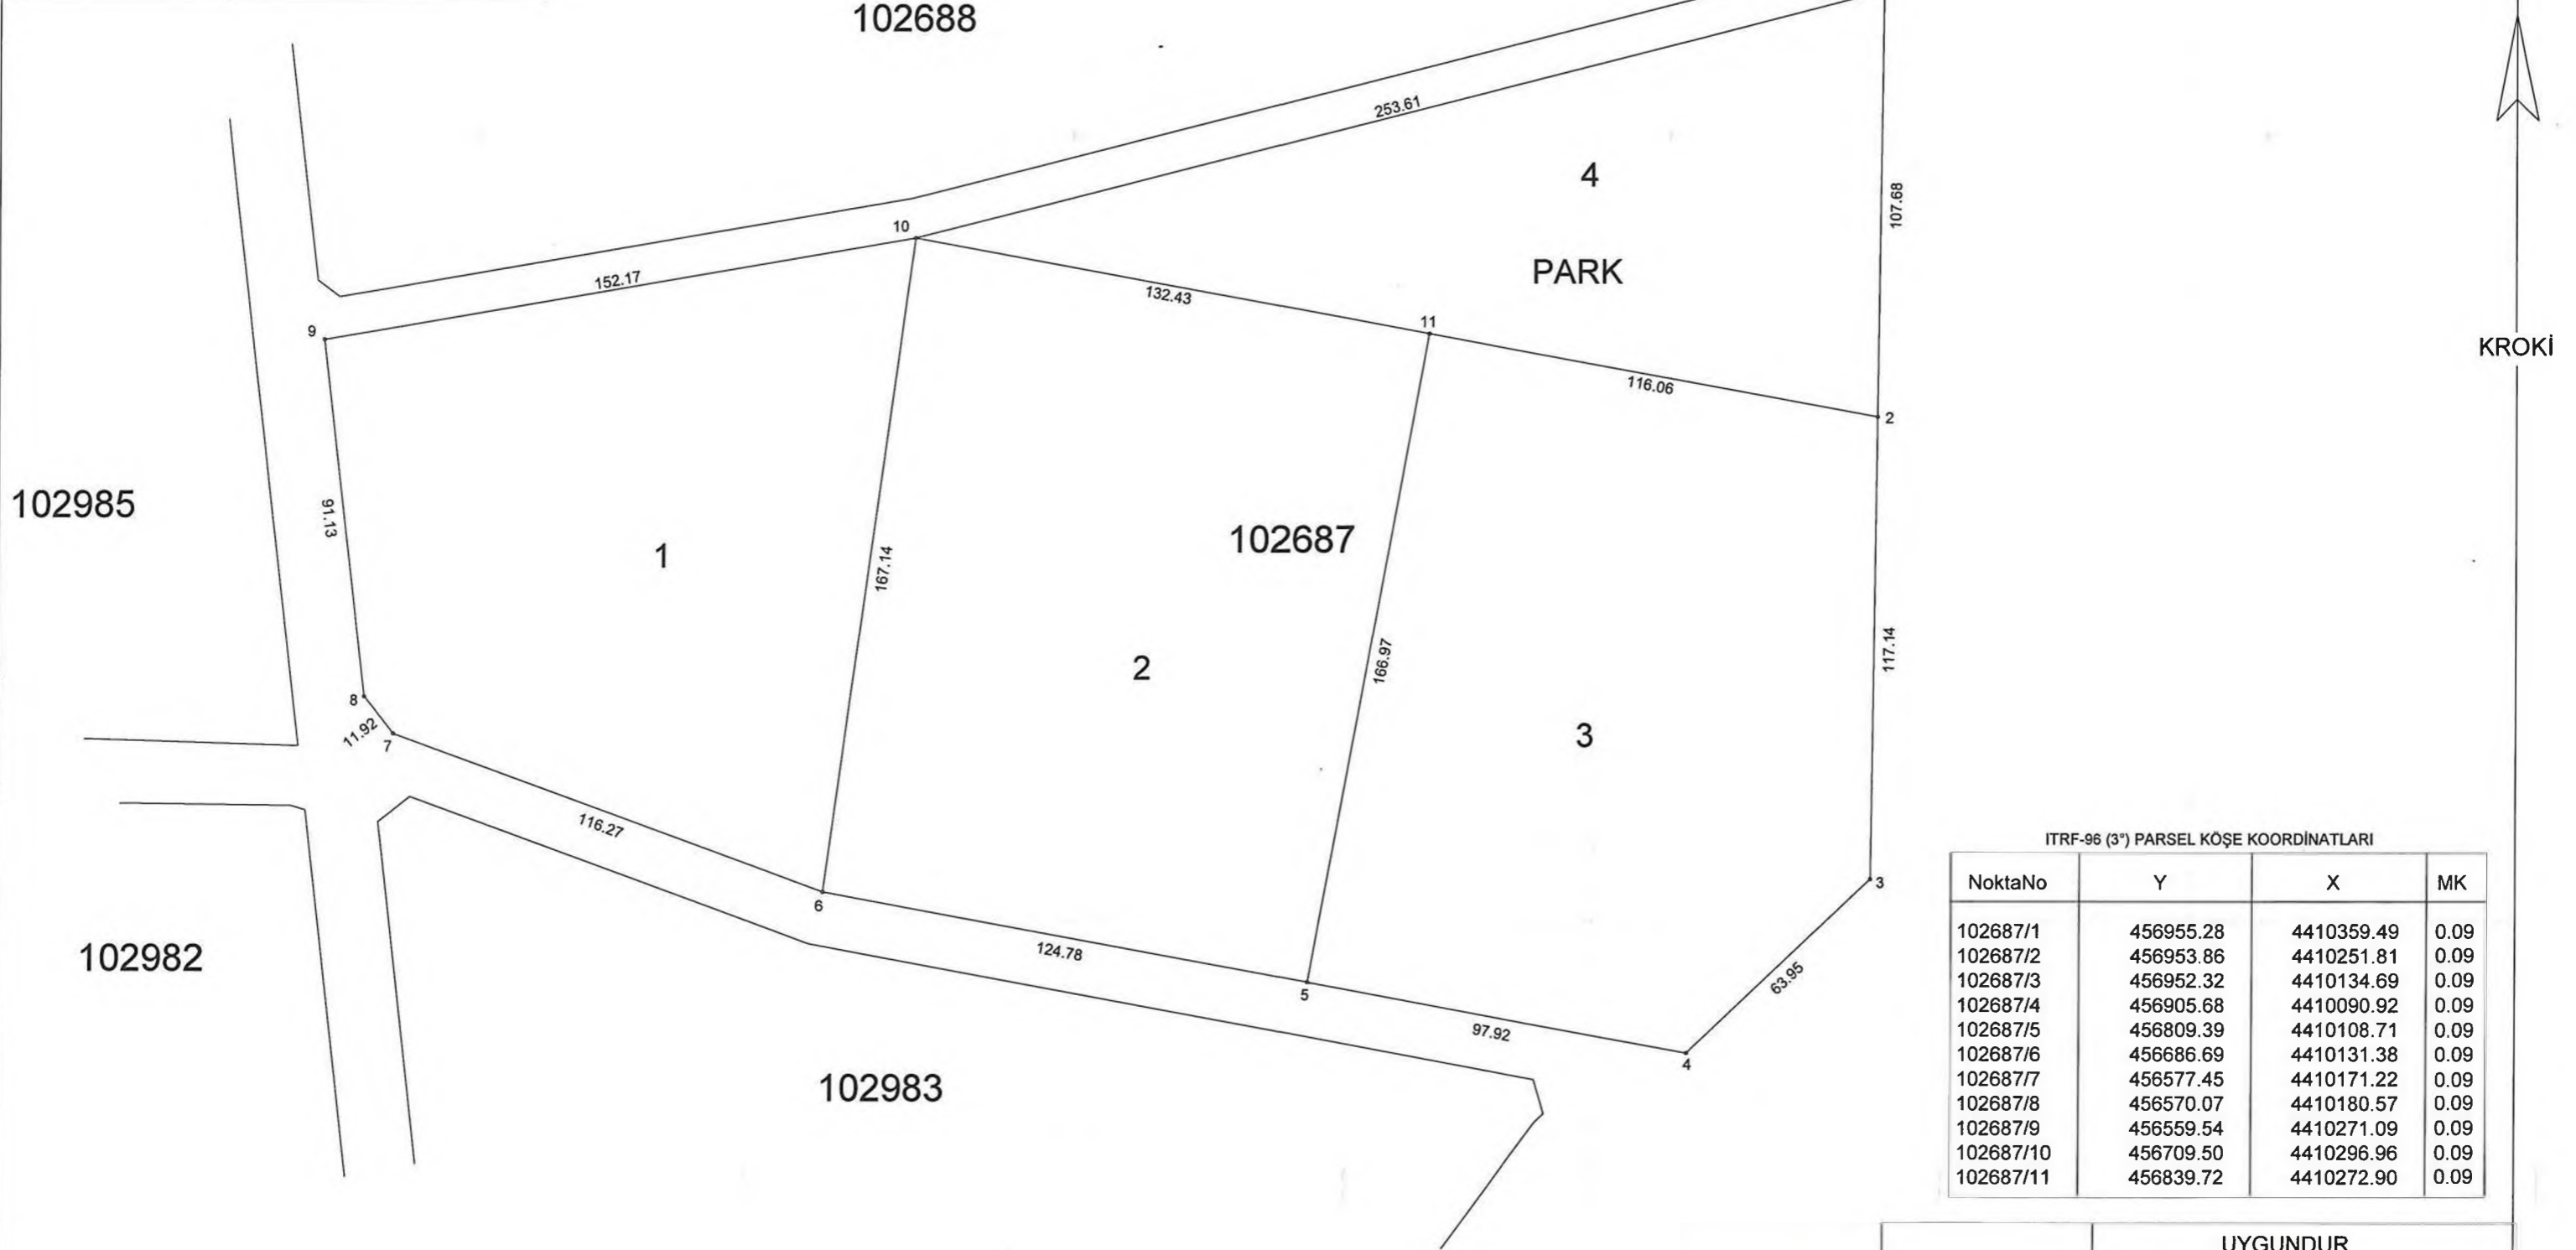 102688
253.61
4
107.68
10
152.17
PARK
132.43
11
9
KROKİ
116.06
2
102985
91.13
102687
1
167.14
117.14
2
166.97
8
3
11.92
7
116.27
ITRF-96 (3°) PARSEL KÖŞE KOORDİNATLARI
NoktaNo Y X MK
102687/1 456955.28 4410359.49 0.09
102687/2 456953.86 4410251.81 0.09
102687/3 456952.32 4410134.69 0.09
102687/4 456905.68 4410090.92 0.09
102687/5 456809.39 4410108.71 0.09
102687/6 456686.69 4410131.38 0.09
102687/7 456577.45 4410171.22 0.09
102687/8 456570.07 4410180.57 0.09
102687/9 456559.54 4410271.09 0.09
102687/10 456709.50 4410296.96 0.09
102687/11 456839.72 4410272.90 0.09
3
6
102982
124.78
63.95
5
97.92
4
102983
UYGUNDUR